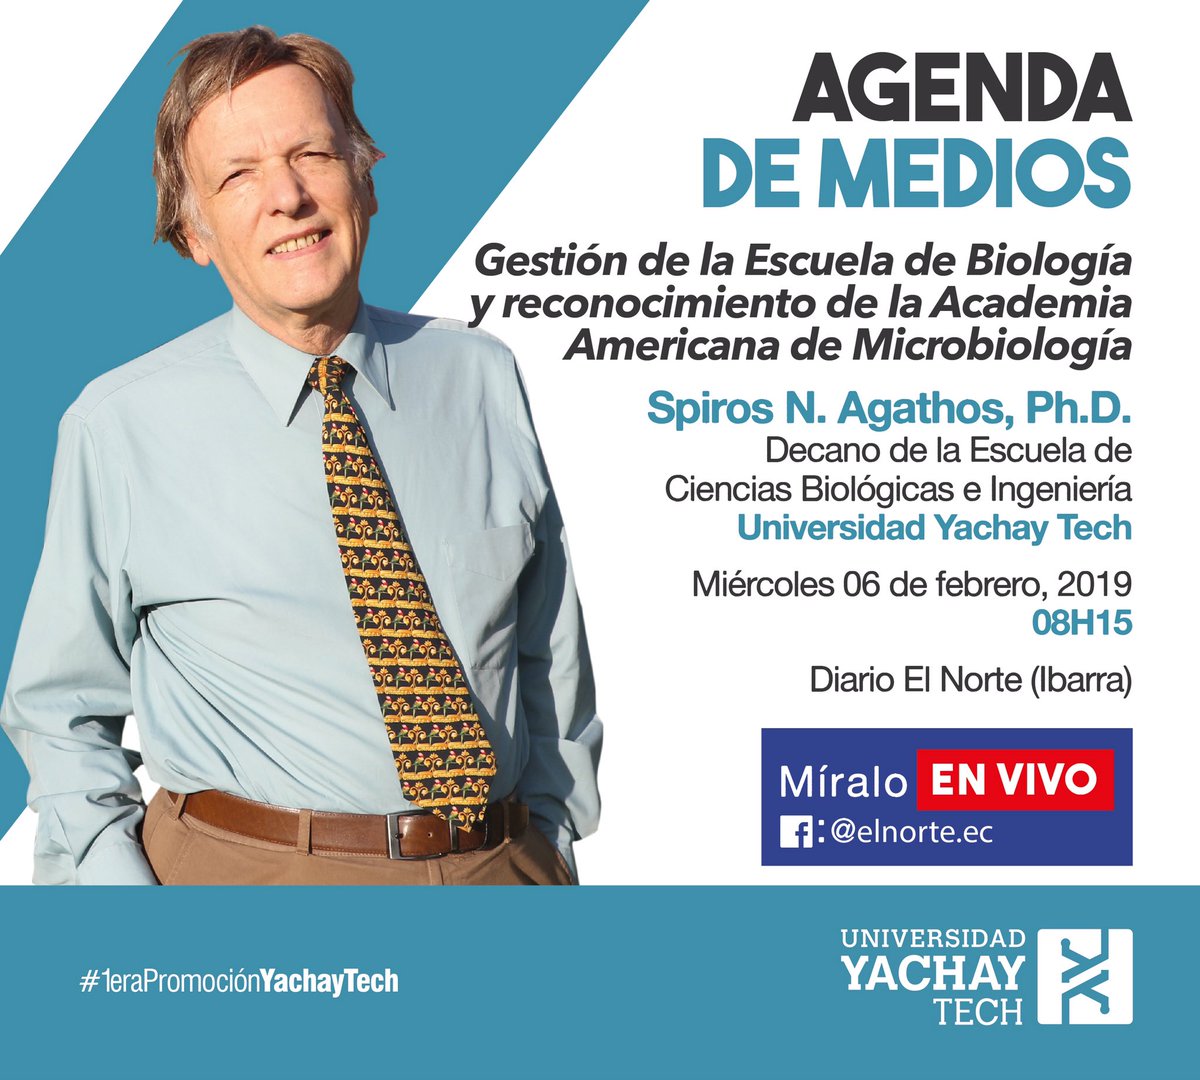 AGENDA
DE MEDIOS
Gestión de la Escuela de Biología
y reconocimiento de la Academia
Americana de Microbiología
Spiros N. Agathos, Ph.D.
Decano de la Escuela de
Ciencias Biológicas e Ingeniería
Universidad Yachay Tech
Miércoles 06 de febrero, 2019
08H15
Diario El Norte (Ibarra)
Míralo EN VIVO
f:@elnorte.ec
#1eraPromociónYachayTech
UNIVERSIDAD
YACHAY
TECH